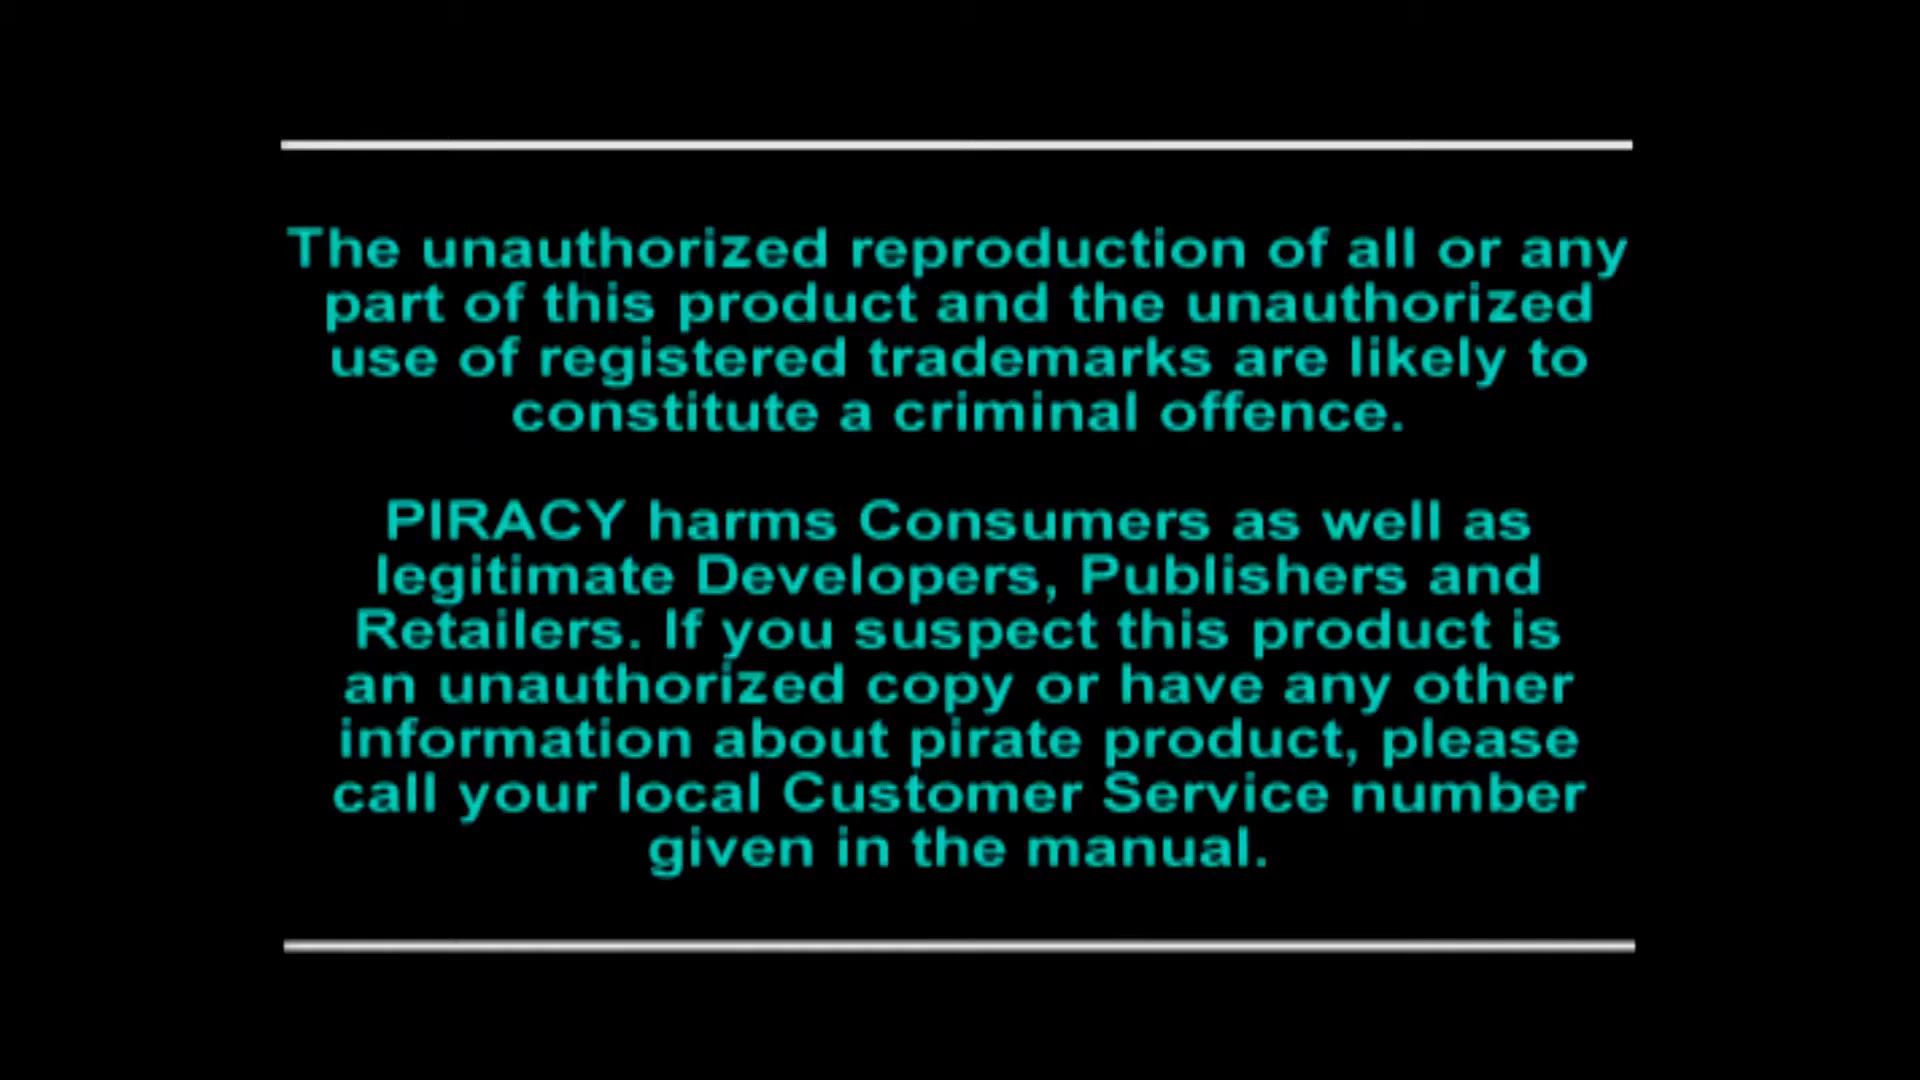 The unauthorized reproduction of all or any
part of this product and the unauthorized
use of registered trademarks are likely to
constitute a criminal offence.
PIRACY harms Consumers as well as
legitimate Developers, Publishers and
Retailers. If you suspect this product is
an unauthorized copy or have any other
information about pirate product, please
call your local Customer Service number
given in the manual.